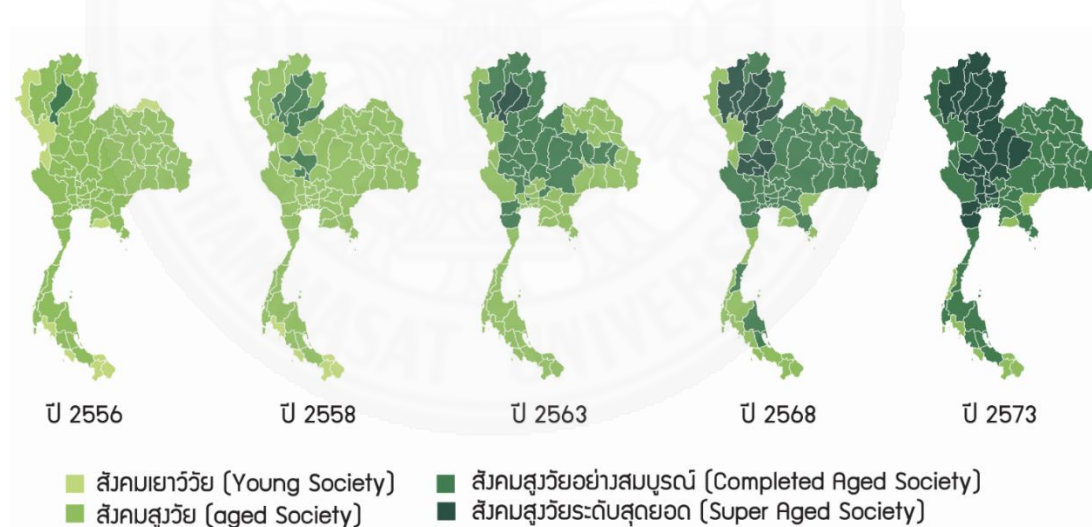 ปี 2556
ปี 2558
ปี 2563
ปี 2568
ปี 2573
สังคมเยาว์วัย (Young Society)
สังคมสูงวัย (aged Society)
สังคมสูงวัยอย่างสมบูรณ์ (Completed Aged Society)
สังคมสูงวัยระดับสุดยอด (Super Aged Society)
THAMMASAT UNIVERSITY